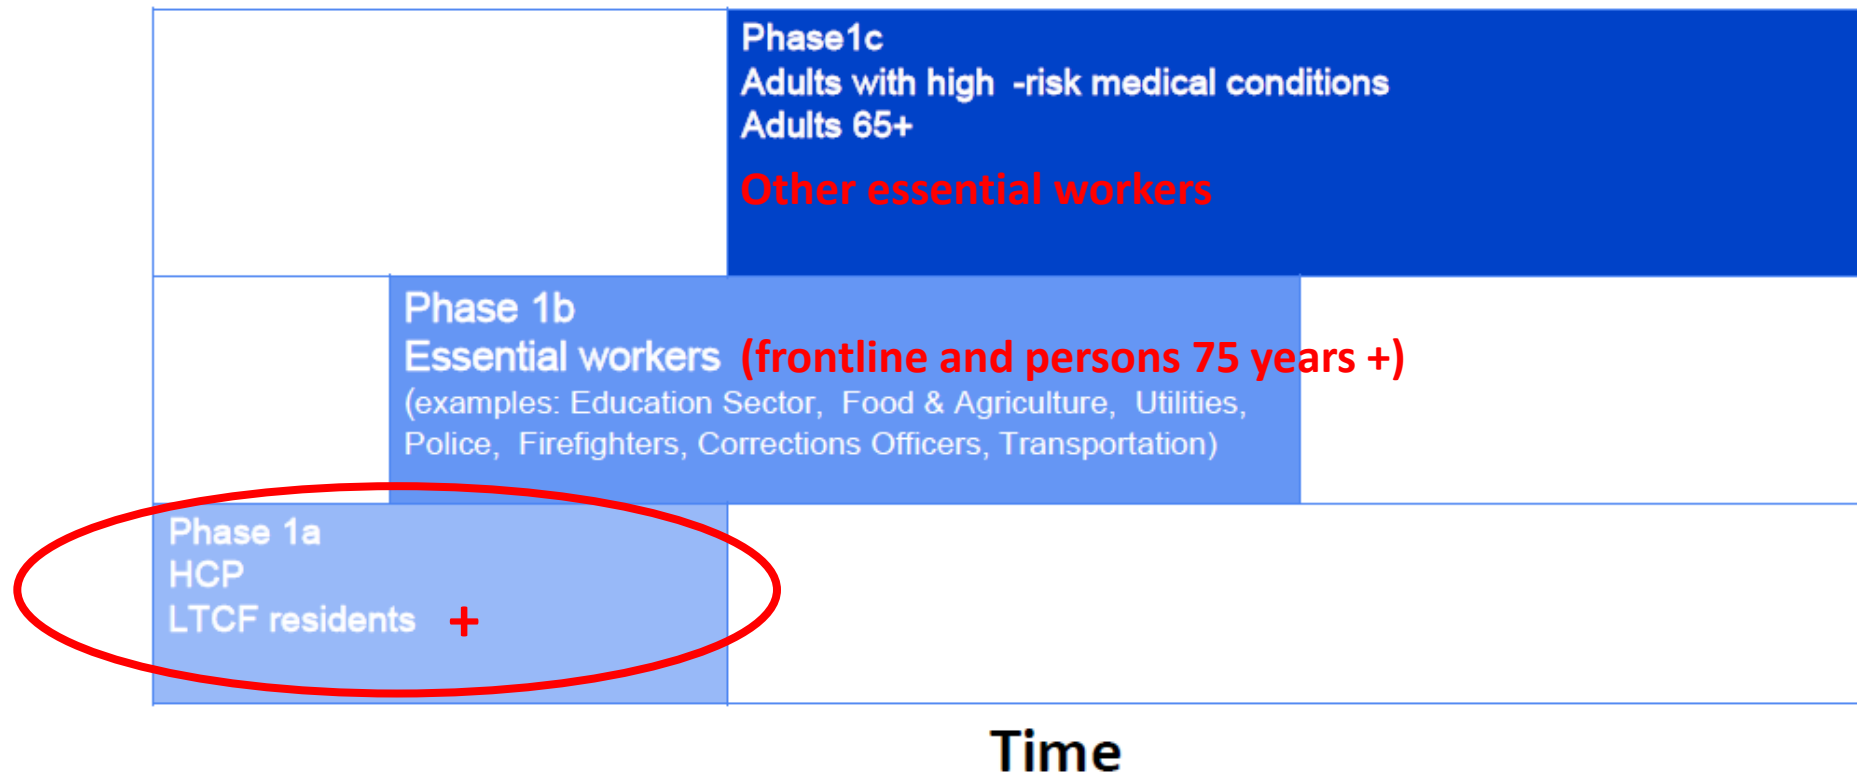 Phase1c
Adults with high -risk medical conditions
Adults 65+
Other essential workers
Phase 1b
Essential workers (frontline and persons 75 years +)
(examples: Education Sector, Food & Agriculture, Utilities,
Police, Firefighters, Corrections Officers, Transportation)
Phase 1a
HCP
LTCF residents +
Time